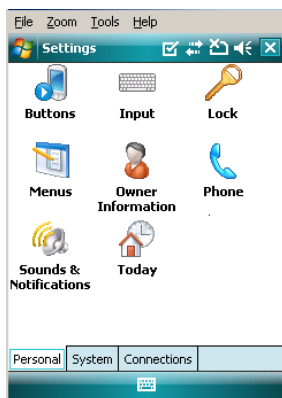 File Zoom Tools Help
Settings
Buttons Input Lock
Menus Owner Information Phone
Sounds & Notifications Today
Personal System Connections